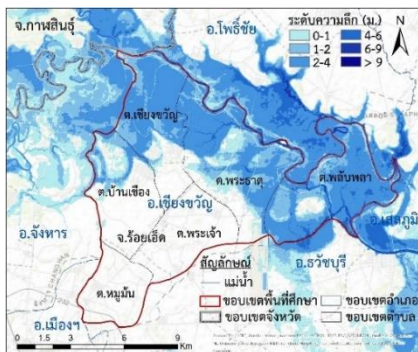 ระดับความลึก (ม.)
0-1
4-6
1-2
6-9
2-4
> 9
N
จ.กาฬสินธุ์
อ.โพธิ์ชัย
ต.เชียงขวัญ
ต.พลับพลา
ต.พระธาตุ
ต.บ้านเขือง
อ.เชียงขวัญ
อ.เสลภูมิ
อ.จังหาร
จ.ร้อยเอ็ด
ต.พระเจ้า
อ.ธวัชบุรี
ต.หมูม้น
อ.เมืองฯ
สัญลักษณ์
แม่น้ำ
ขอบเขตพื้นที่ศึกษา
ขอบเขตอำเภอ
ขอบเขตจังหวัด
ขอบเขตตำบล
0
3
6
9
Km